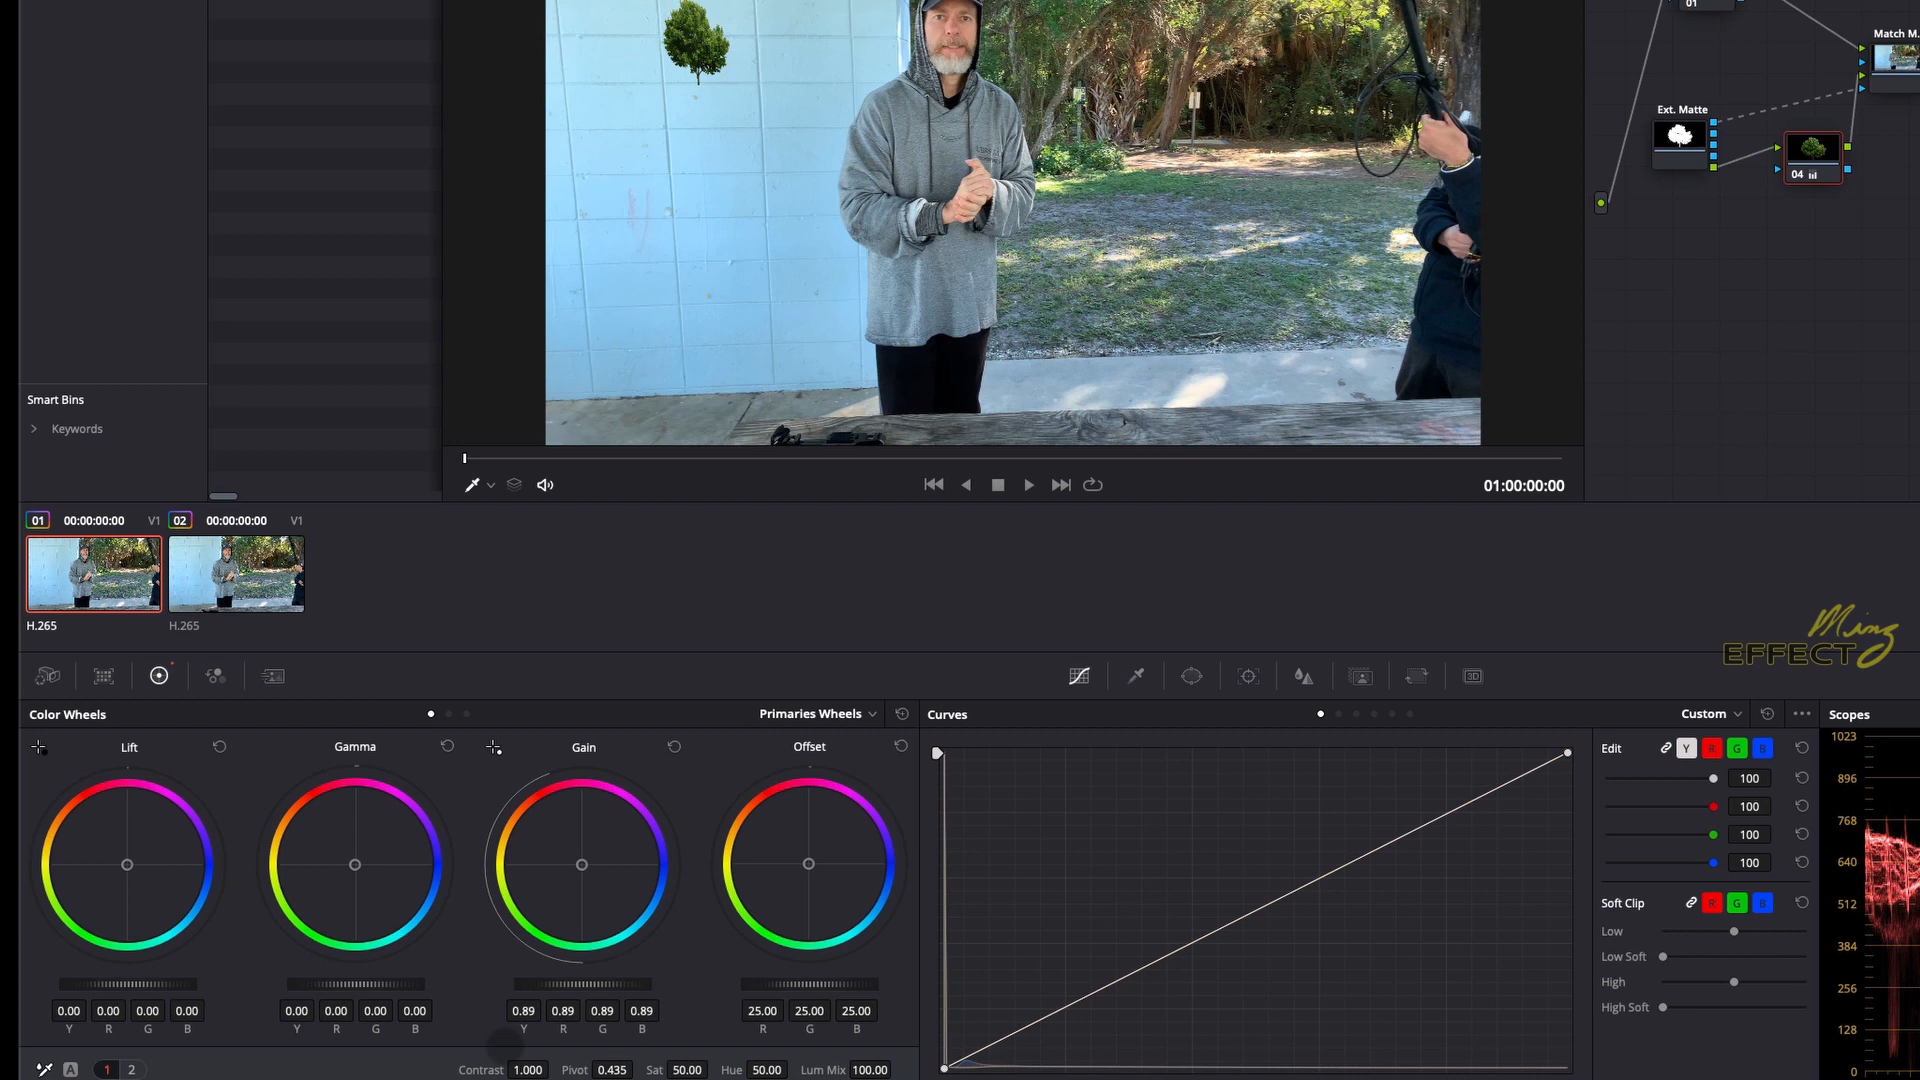 01
Match M.
Ext. Matte
04
Smart Bins
Keywords
01:00:00:00
01 00:00:00:00 V1 02 00:00:00:00 V1
H.265 H.265
Ming
EFFECT
Color Wheels Primaries Wheels Curves Custom Scopes
Lift Gamma Gain Offset
Edit Y R G B
100
100
100
100
Soft Clip R G B
Low
Low Soft
High
High Soft
1023
896
768
640
512
384
256
128
0
0.00 0.00 0.00 0.00 0.00 0.00 0.00 0.00 0.89 0.89 0.89 0.89 25.00 25.00 25.00
Y R G B Y R G B Y R G B R G B
A 1 2 Contrast 1.000 Pivot 0.435 Sat 50.00 Hue 50.00 Lum Mix 100.00
3D